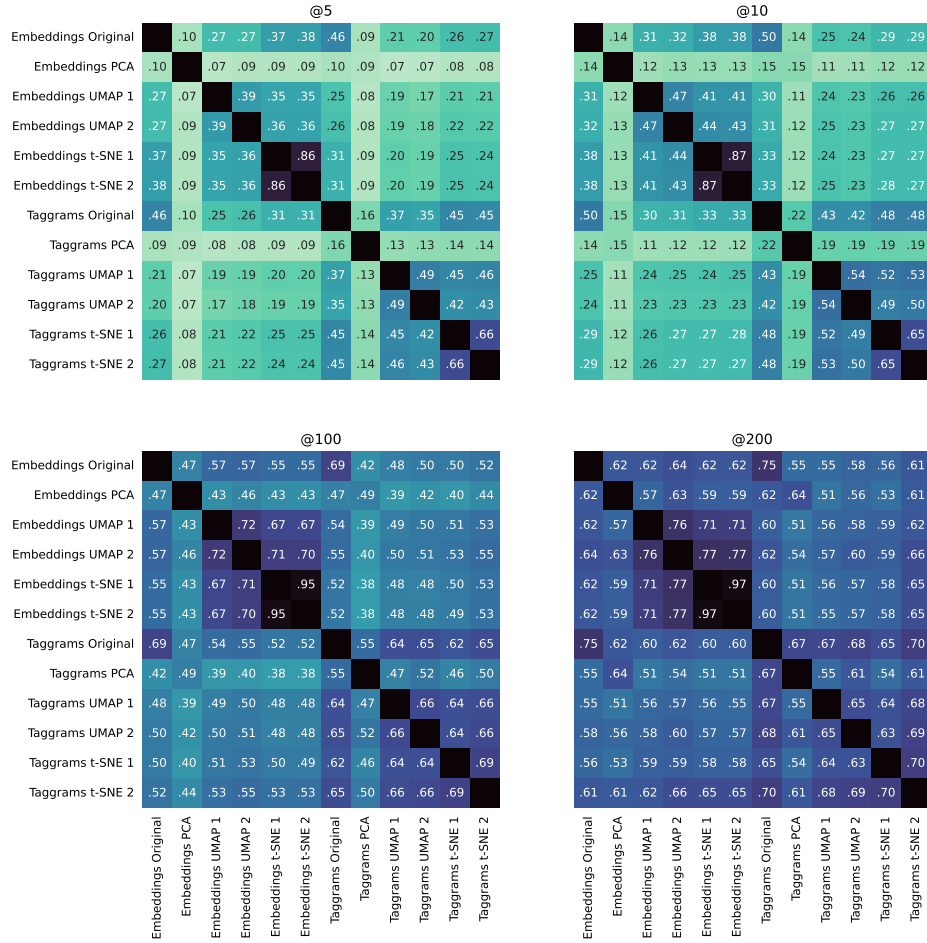 @5
@10
Embeddings Original .10 .27 .27 .37 .38 .46 .09 .21 .20 .26 .27
.14 .31 .32 .38 .38 .50 .14 .25 .24 .29 .29
Embeddings PCA .10 .07 .09 .09 .09 .10 .09 .07 .07 .08 .08
.14 .12 .13 .13 .13 .15 .15 .11 .11 .12 .12
Embeddings UMAP 1 .27 .07 .39 .35 .35 .25 .08 .19 .17 .21 .21
.31 .12 .47 .41 .41 .30 .11 .24 .23 .26 .26
Embeddings UMAP 2 .27 .09 .39 .36 .36 .26 .08 .19 .18 .22 .22
.32 .13 .47 .44 .43 .31 .12 .25 .23 .27 .27
Embeddings t-SNE 1 .37 .09 .35 .36 .86 .31 .09 .20 .19 .25 .24
.38 .13 .41 .44 .87 .33 .12 .24 .23 .27 .27
Embeddings t-SNE 2 .38 .09 .35 .36 .86 .31 .09 .20 .19 .25 .24
.38 .13 .41 .43 .87 .33 .12 .25 .23 .28 .27
Taggrams Original .46 .10 .25 .26 .31 .31 .16 .37 .35 .45 .45
.50 .15 .30 .31 .33 .33 .22 .43 .42 .48 .48
Taggrams PCA .09 .09 .08 .08 .09 .09 .16 .13 .13 .14 .14
.14 .15 .11 .12 .12 .12 .22 .19 .19 .19 .19
Taggrams UMAP 1 .21 .07 .19 .19 .20 .20 .37 .13 .49 .45 .46
.25 .11 .24 .25 .24 .25 .43 .19 .54 .52 .53
Taggrams UMAP 2 .20 .07 .17 .18 .19 .19 .35 .13 .49 .42 .43
.24 .11 .23 .23 .23 .23 .42 .19 .54 .49 .50
Taggrams t-SNE 1 .26 .08 .21 .22 .25 .25 .45 .14 .45 .42 .66
.29 .12 .26 .27 .27 .28 .48 .19 .52 .49 .65
Taggrams t-SNE 2 .27 .08 .21 .22 .24 .24 .45 .14 .46 .43 .66
.29 .12 .26 .27 .27 .27 .48 .19 .53 .50 .65
@100
@200
Embeddings Original .47 .57 .57 .55 .55 .69 .42 .48 .50 .50 .52
.62 .62 .64 .62 .62 .75 .55 .55 .58 .56 .61
Embeddings PCA .47 .43 .46 .43 .43 .47 .49 .39 .42 .40 .44
.62 .57 .63 .59 .59 .62 .64 .51 .56 .53 .61
Embeddings UMAP 1 .57 .43 .72 .67 .67 .54 .39 .49 .50 .51 .53
.62 .57 .76 .71 .71 .60 .51 .56 .58 .59 .62
Embeddings UMAP 2 .57 .46 .72 .71 .70 .55 .40 .50 .51 .53 .55
.64 .63 .76 .77 .77 .62 .54 .57 .60 .59 .66
Embeddings t-SNE 1 .55 .43 .67 .71 .95 .52 .38 .48 .48 .50 .53
.62 .59 .71 .77 .97 .60 .51 .56 .57 .58 .65
Embeddings t-SNE 2 .55 .43 .67 .70 .95 .52 .38 .48 .48 .49 .53
.62 .59 .71 .77 .97 .60 .51 .55 .57 .58 .65
Taggrams Original .69 .47 .54 .55 .52 .52 .55 .64 .65 .62 .65
.75 .62 .60 .62 .60 .60 .67 .67 .68 .65 .70
Taggrams PCA .42 .49 .39 .40 .38 .38 .55 .47 .52 .46 .50
.55 .64 .51 .54 .51 .51 .67 .55 .61 .54 .61
Taggrams UMAP 1 .48 .39 .49 .50 .48 .48 .64 .47 .66 .64 .66
.55 .51 .56 .57 .56 .55 .67 .55 .65 .64 .68
Taggrams UMAP 2 .50 .42 .50 .51 .48 .48 .65 .52 .66 .64 .66
.58 .56 .58 .60 .57 .57 .68 .61 .65 .63 .69
Taggrams t-SNE 1 .50 .40 .51 .53 .50 .49 .62 .46 .64 .64 .69
.56 .53 .59 .59 .58 .58 .65 .54 .64 .63 .70
Taggrams t-SNE 2 .52 .44 .53 .55 .53 .53 .65 .50 .66 .66 .69
.61 .61 .62 .66 .65 .65 .70 .61 .68 .69 .70
Embeddings Original
Embeddings PCA
Embeddings UMAP 1
Embeddings UMAP 2
Embeddings t-SNE 1
Embeddings t-SNE 2
Taggrams Original
Taggrams PCA
Taggrams UMAP 1
Taggrams UMAP 2
Taggrams t-SNE 1
Taggrams t-SNE 2
Embeddings Original
Embeddings PCA
Embeddings UMAP 1
Embeddings UMAP 2
Embeddings t-SNE 1
Embeddings t-SNE 2
Taggrams Original
Taggrams PCA
Taggrams UMAP 1
Taggrams UMAP 2
Taggrams t-SNE 1
Taggrams t-SNE 2